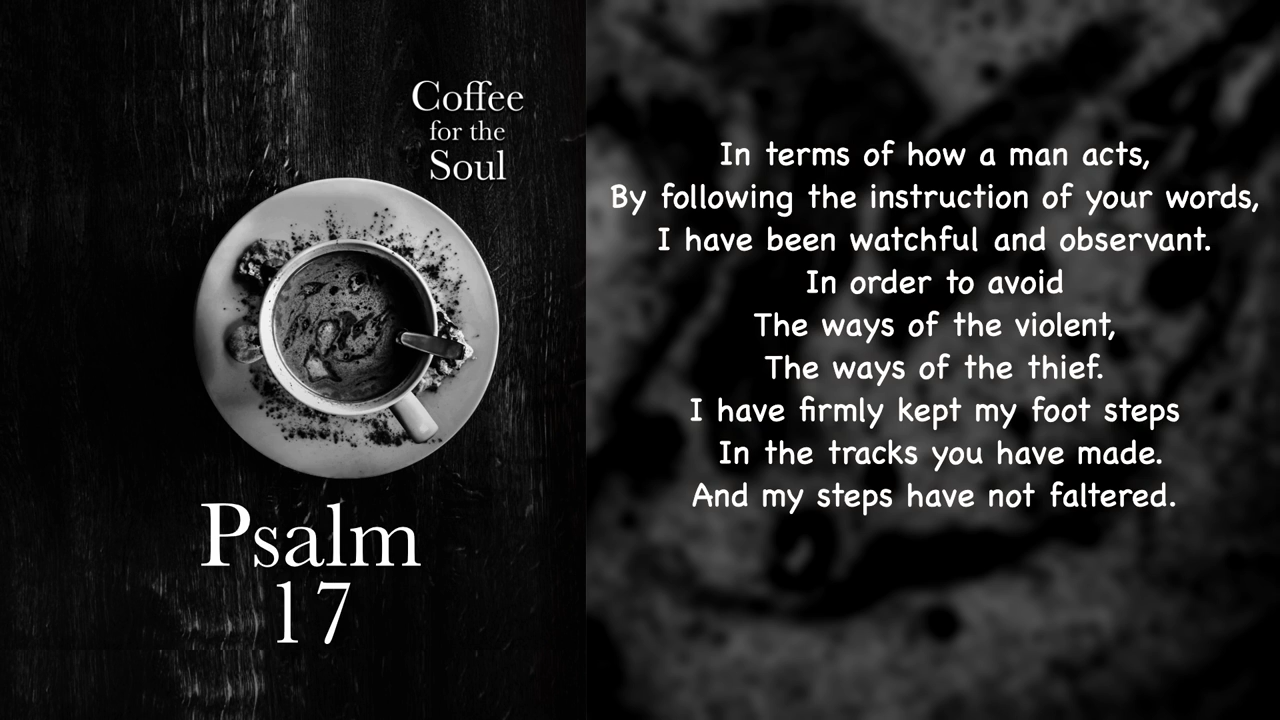 Coffee
for the
Soul
Psalm
17
In terms of how a man acts,
By following the instruction of your words,
I have been watchful and observant.
In order to avoid
The ways of the violent,
The ways of the thief.
I have firmly kept my foot steps
In the tracks you have made.
And my steps have not faltered.